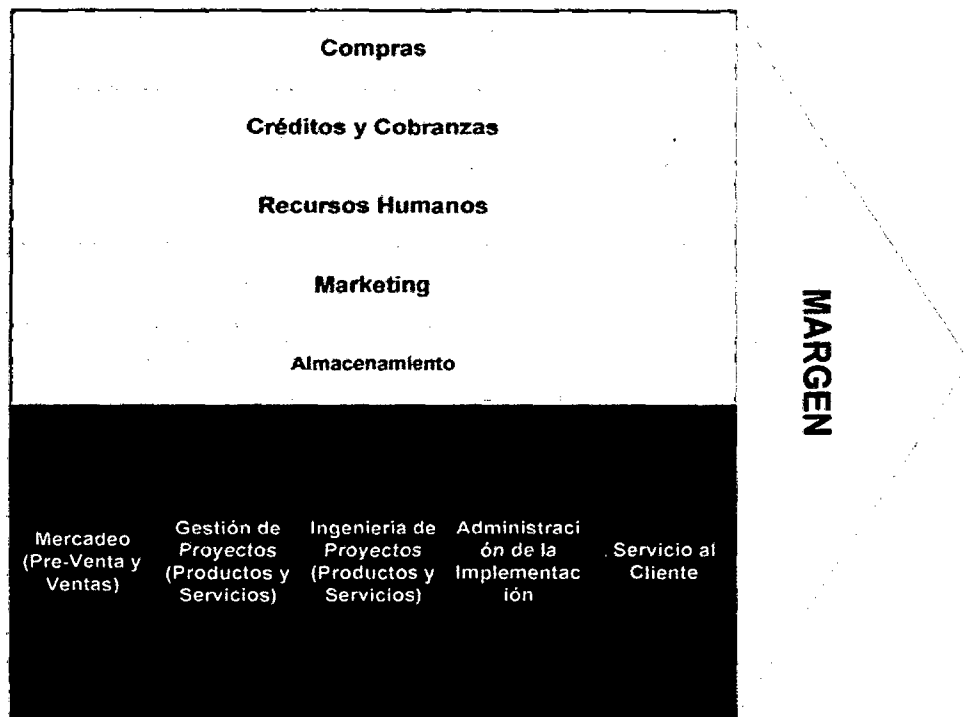 Compras
Créditos y Cobranzas
Recursos Humanos
Marketing
Almacenamiento
MARGEN
Mercadeo
(Pre-Venta y
Ventas)
Gestión de
Proyectos
(Productos y
Servicios)
Ingenieria de
Proyectos
(Productos y
Servicios)
Administraci
ón de la
Implementac
ión
. Servicio al
Cliente